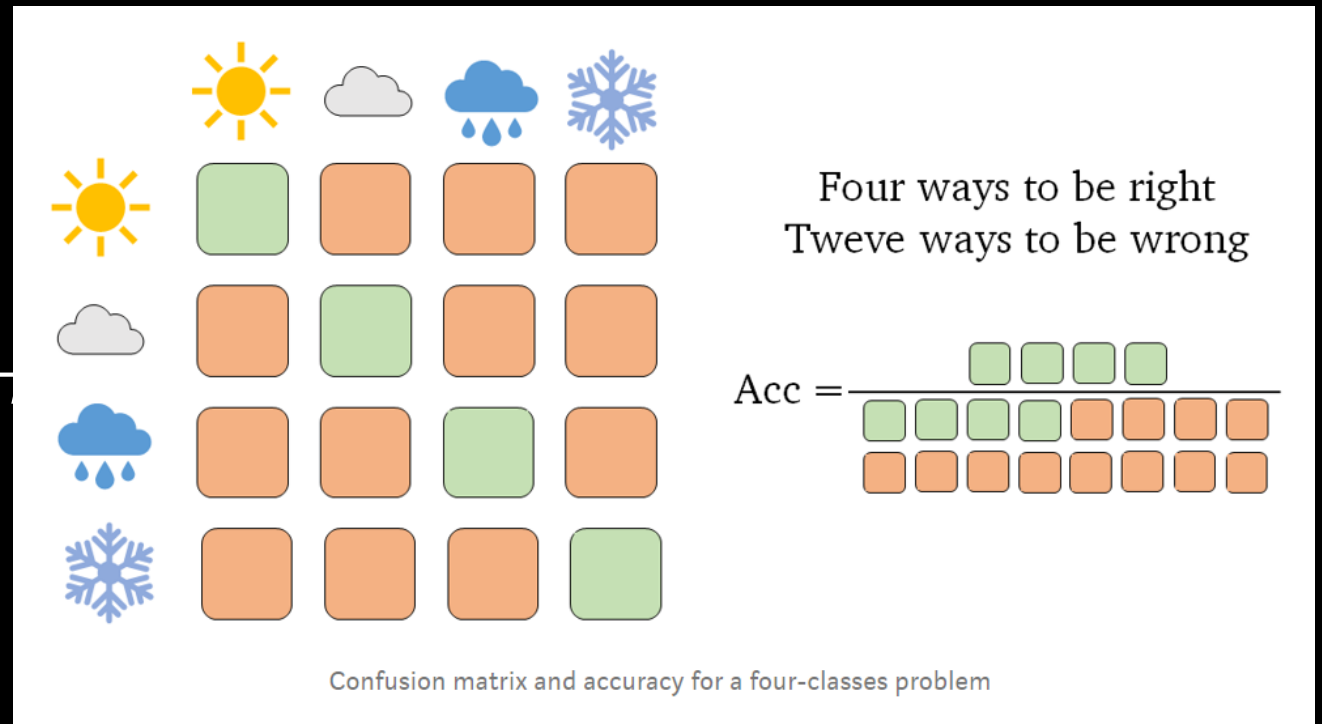 Four ways to be right
Tweve ways to be wrong
Acc =
Confusion matrix and accuracy for a four-classes problem